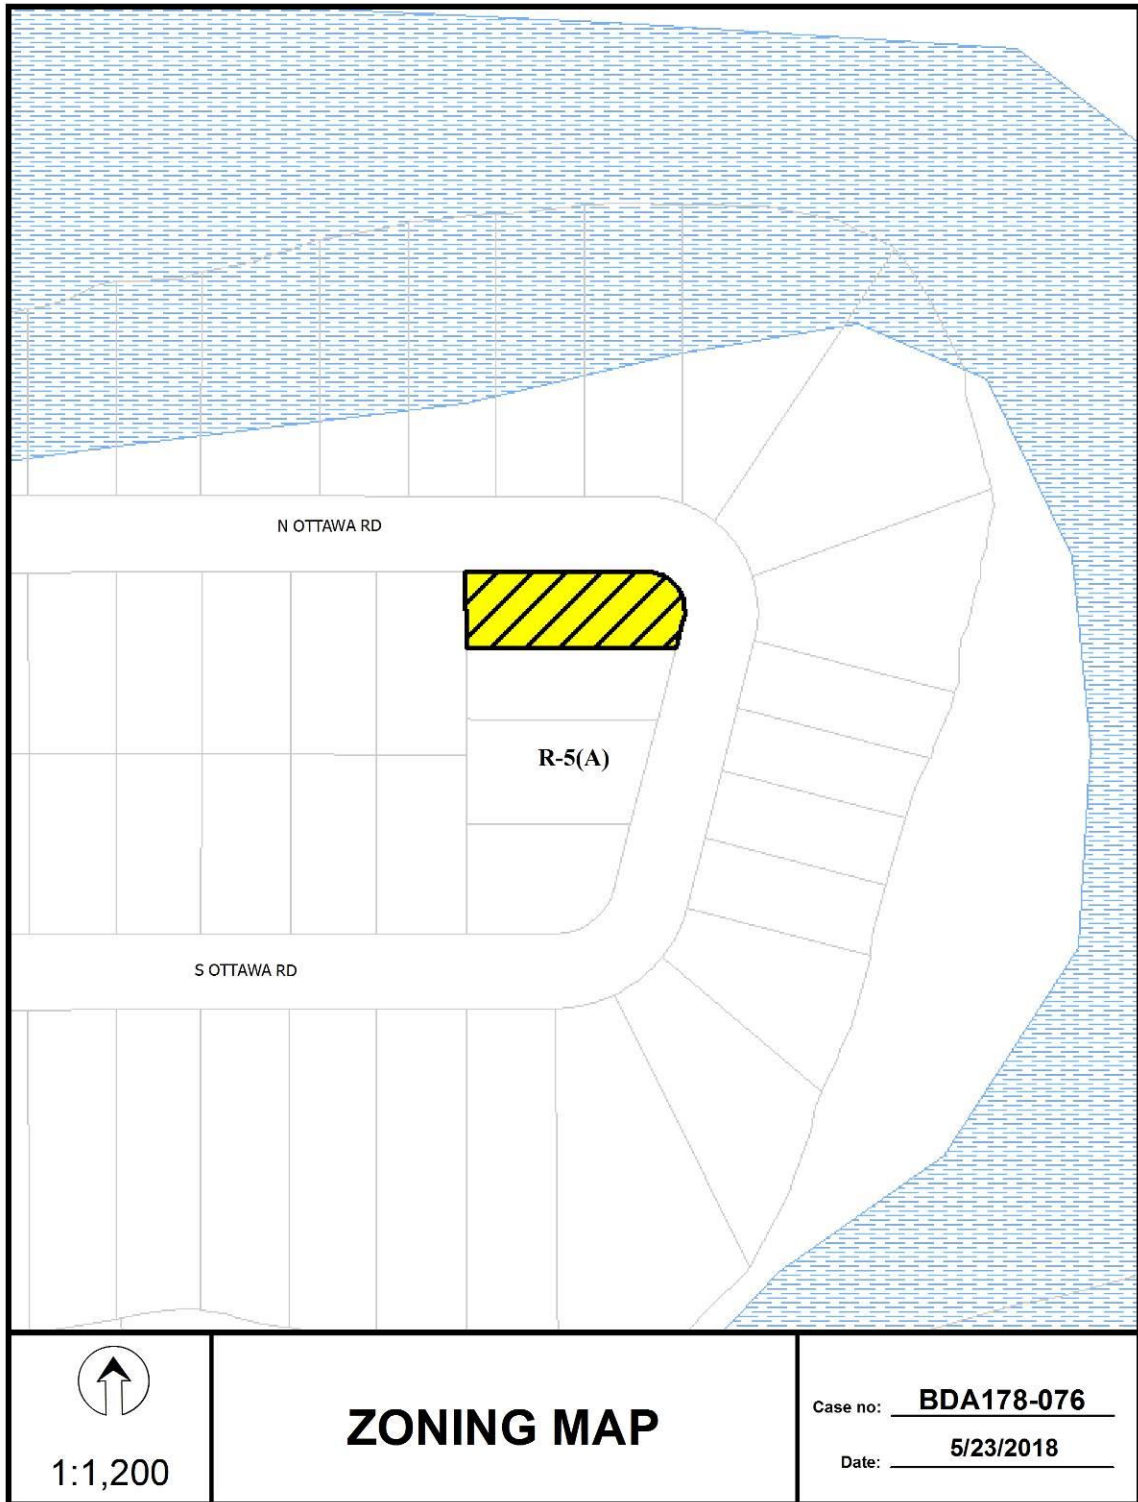 N OTTAWA RD
R-5(A)
S OTTAWA RD
1:1,200
ZONING MAP
Case no: BDA178-076
Date: 5/23/2018